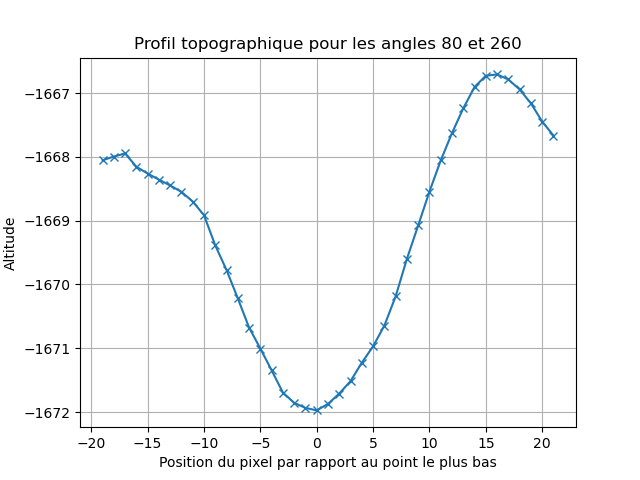 Profil topographique pour les angles 80 et 260
Altitude
−1667
−1668
−1669
−1670
−1671
−1672
−20 −15 −10 −5 0 5 10 15 20
Position du pixel par rapport au point le plus bas